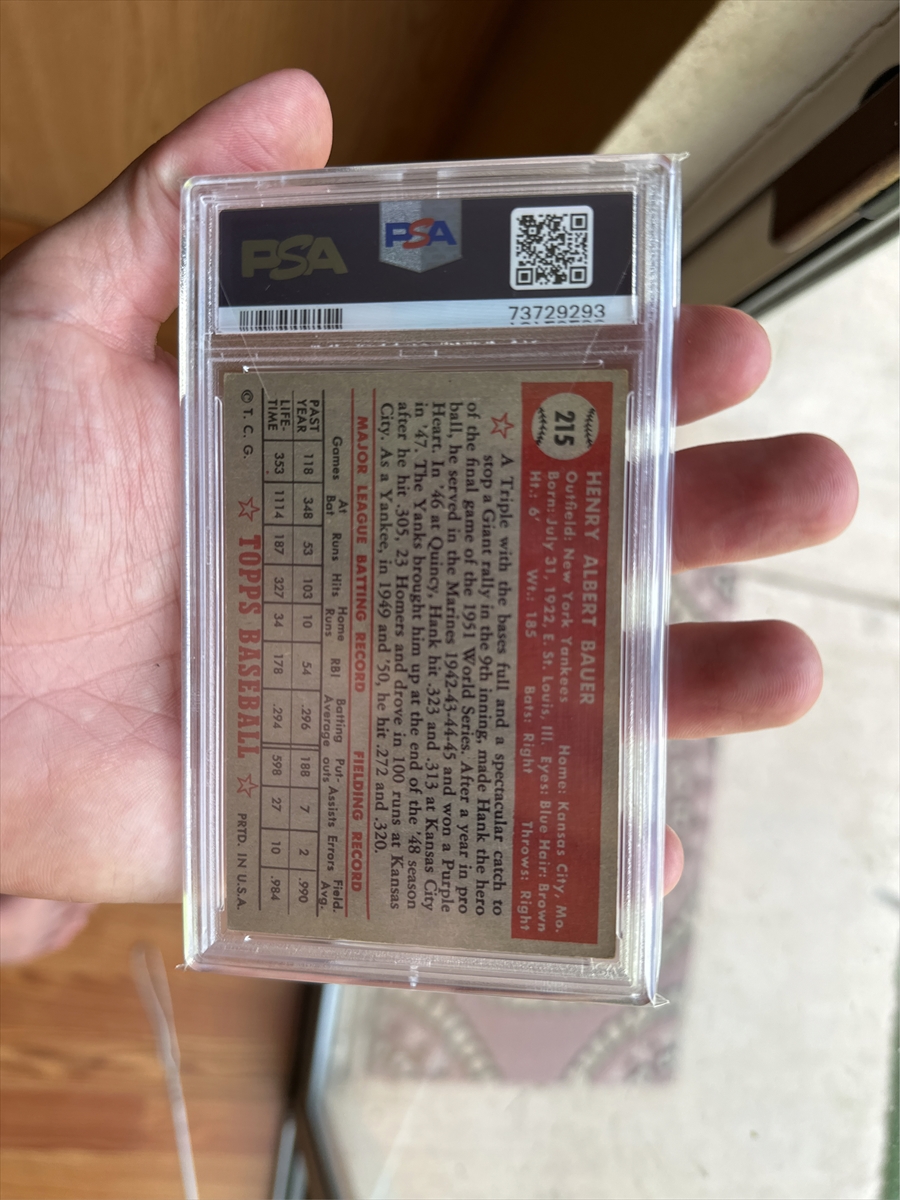 PSA
PSA
73729293
215
HENRY ALBERT BAUER
Outfield: New York Yankees Home: Kansas City, Mo.
Born: July 31, 1922, E. St. Louis, Ill. Eyes: Blue Hair: Brown
Ht.: 6' Wt.: 185 Bats: Right Throws: Right
A Triple with the bases full and a spectacular catch to
stop a Giant rally in the 9th inning, made Hank the hero
of the final game of the 1951 World Series. After a year in pro
ball, he served in the Marines 1942-43-44-45 and won a Purple
Heart. In '46 at Quincy, Hank hit .323 and .313 at Kansas City
in '47. The Yanks brought him up at the end of the '48 season
after he hit .305, 23 Homers and drove in 100 runs at Kansas
City. As a Yankee, in 1949 and '50, he hit .272 and .320.
MAJOR LEAGUE BATTING RECORD FIELDING RECORD
Games At Bat Runs Hits Home Runs RBI Batting Average Put-outs Assists Errors Field. Avg.
PAST YEAR 118 348 53 103 10 54 .296 188 7 2 .990
LIFE-TIME 353 1114 187 327 34 178 .294 598 27 10 .984
© T. C. G. TOPPS BASEBALL PRTD. IN U.S.A.